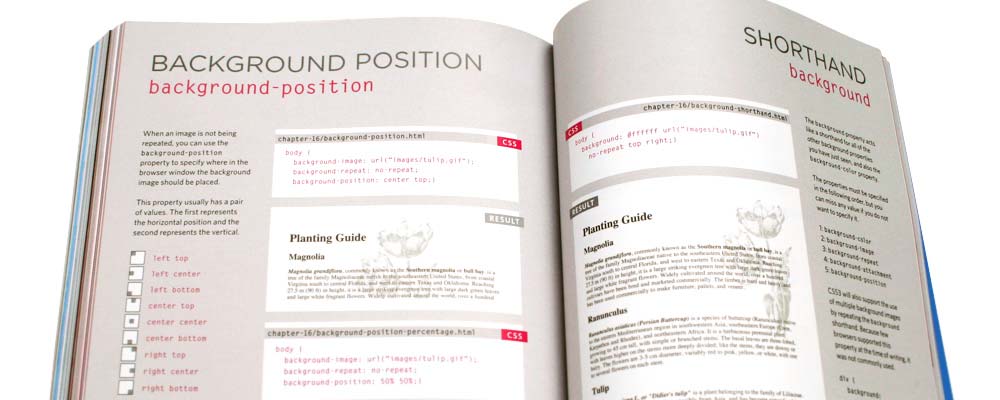 BACKGROUND POSITION
background-position
When an image is not being
repeated, you can use the
background-position
property to specify where in the
browser window the background
image should be placed.
This property usually has a pair
of values. The first represents
the horizontal position and the
second represents the vertical.
left top
left center
left bottom
center top
center center
center bottom
right top
right center
right bottom
chapter-16/background-position.html
CSS
body {
background-image: url("images/tulip.gif");
background-repeat: no-repeat;
background-position: center top;}
RESULT
Planting Guide
Magnolia
Magnolia grandiflora, commonly known as the Southern magnolia or bull bay, is a
tree of the family Magnoliaceae native to the southeastern United States, from coastal
Virginia south to central Florida, and west to eastern Texas and Oklahoma. Reaching
27.5 m (90 ft) in height, it is a large striking evergreen tree with large dark green leaves
and large white fragrant flowers. Widely cultivated around the world, over a hundred
chapter-16/background-position-percentage.html
CSS
body {
background-image: url("images/tulip.gif");
background-repeat: no-repeat;
background-position: 50% 50%;}
SHORTHAND
background
chapter-16/background-shorthand.html
CSS
body {
background: #ffffff url("images/tulip.gif")
no-repeat top right;}
RESULT
Planting Guide
Magnolia
Magnolia grandiflora, commonly known as the Southern magnolia or bull bay, is a
tree of the family Magnoliaceae native to the southeastern United States, from coastal
Virginia south to central Florida, and west to eastern Texas and Oklahoma. Reaching
27.5 m (90 ft) in height, it is a large striking evergreen tree with large dark green leaves
and large white fragrant flowers. Widely cultivated around the world, over a hundred
cultivars have been bred and marketed commercially. The timber is hard and heavy, and
has been used commercially to make furniture, pallets, and veneer.
Ranunculus
Ranunculus asiaticus (Persian Buttercup) is a species of buttercup (Ranunculus) native
to the eastern Mediterranean region in southwestern Asia, southeastern Europe (Crete,
Karpathos and Rhodes), and northeastern Africa. It is a herbaceous perennial plant
growing to 45 cm tall, with simple or branched stems. The basal leaves are three-lobed,
with leaves higher on the stems more deeply divided; like the stems, they are downy or
hairy. The flowers are 3-5 cm diameter, variably red to pink, yellow, or white, with one
to several flowers on each stem.
Tulip
"Didier's tulip" is a plant belonging to the family of Liliaceae.
The background property acts
like a shorthand for all of the
other background properties
you have just seen, and also the
background-color property.
The properties must be specified
in the following order, but you
can miss any value if you do not
want to specify it.
1: background-color
2: background-image
3: background-repeat
4: background-attachment
5: background-position
CSS3 will also support the use
of multiple background images
by repeating the background
shorthand. Because few
browsers supported this
property at the time of writing, it
was not commonly used.
div {
background: